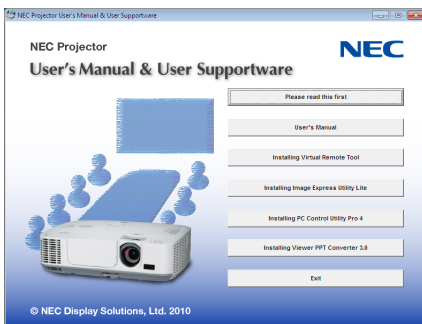 NEC Projector User's Manual & User Supportware
NEC Projector
NEC
User's Manual & User Supportware
Please read this first
User's Manual
Installing Virtual Remote Tool
Installing Image Express Utility Lite
Installing PC Control Utility Pro 4
Installing Viewer PPT Converter 3.0
Exit
© NEC Display Solutions, Ltd. 2010